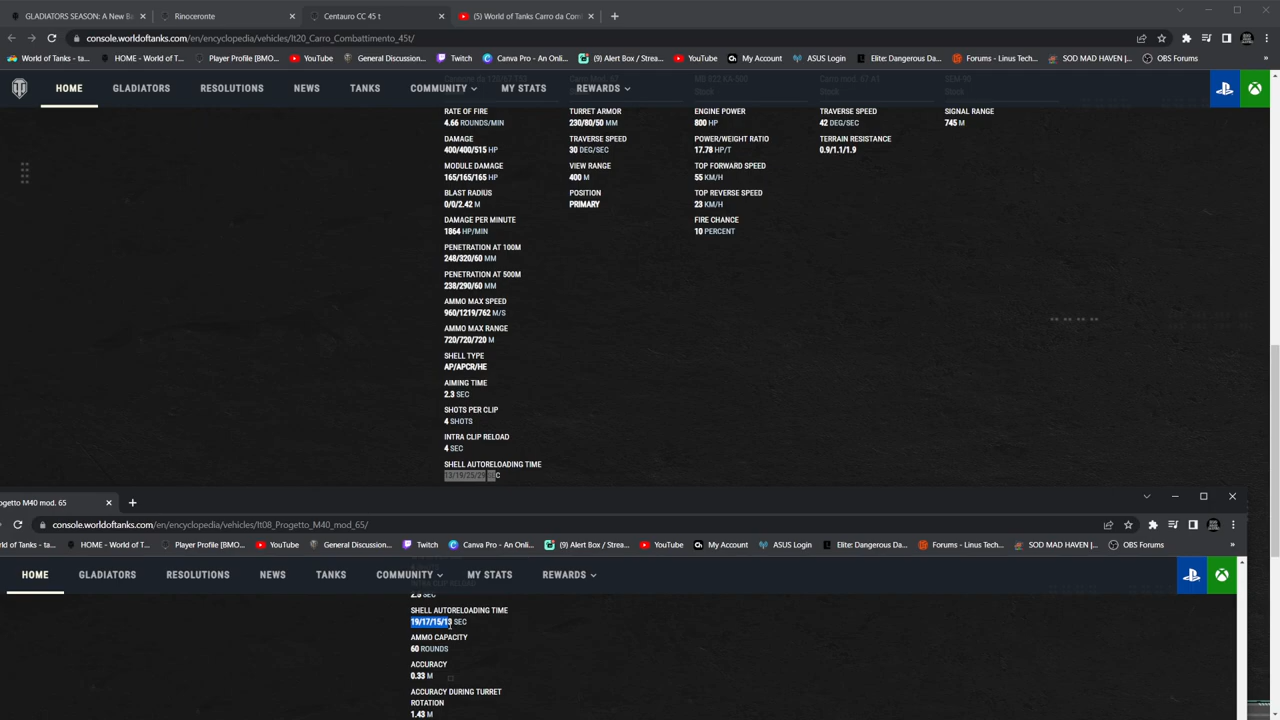 GLADIATORS SEASON: A New B
Rinoceronte
Centauro CC 45 t
(5) World of Tanks Carro da Com
console.worldoftanks.com/en/encyclopedia/vehicles/It20_Carro_Combattimento_45t/
World of Tanks - ta...
HOME - World of T...
Player Profile [BMO...
YouTube
General Discussion...
Twitch
Canva Pro - An Onli...
(9) Alert Box / Stream...
YouTube
My Account
ASUS Login
Elite: Dangerous Da...
Forums - Linus Tech...
SOD MAD HAVEN |...
OBS Forums
HOME
GLADIATORS
RESOLUTIONS
NEWS
TANKS
COMMUNITY
MY STATS
REWARDS
Stock
Stock
RATE OF FIRE
4.66 ROUNDS/MIN
DAMAGE
400/400/515 HP
MODULE DAMAGE
165/165/165 HP
BLAST RADIUS
0/0/2.42 M
DAMAGE PER MINUTE
1864 HP/MIN
PENETRATION AT 100M
248/320/60 MM
PENETRATION AT 500M
238/290/60 MM
AMMO MAX SPEED
960/1219/762 M/S
AMMO MAX RANGE
720/720/720 M
SHELL TYPE
AP/APCR/HE
AIMING TIME
2.3 SEC
SHOTS PER CLIP
4 SHOTS
INTRA CLIP RELOAD
4 SEC
SHELL AUTORELOADING TIME
TURRET ARMOR
230/80/50 MM
TRAVERSE SPEED
30 DEG/SEC
VIEW RANGE
400 M
POSITION
PRIMARY
ENGINE POWER
800 HP
POWER/WEIGHT RATIO
17.78 HP/T
TOP FORWARD SPEED
55 KM/H
TOP REVERSE SPEED
23 KM/H
FIRE CHANCE
10 PERCENT
TRAVERSE SPEED
42 DEG/SEC
TERRAIN RESISTANCE
0.9/1.1/1.9
SIGNAL RANGE
745 M
ogetto M40 mod. 65
console.worldoftanks.com/en/encyclopedia/vehicles/It08_Progetto_M40_mod_65/
ld of Tanks - ta...
HOME - World of T...
Player Profile [BMO...
YouTube
General Discussion...
Twitch
Canva Pro - An Onli...
(9) Alert Box / Stream...
YouTube
My Account
ASUS Login
Elite: Dangerous Da...
Forums - Linus Tech...
SOD MAD HAVEN |...
OBS Forums
HOME
GLADIATORS
RESOLUTIONS
NEWS
TANKS
COMMUNITY
MY STATS
REWARDS
SHELL AUTORELOADING TIME
19/17/15/13 SEC
AMMO CAPACITY
60 ROUNDS
ACCURACY
0.33 M
ACCURACY DURING TURRET
ROTATION
1.43 M